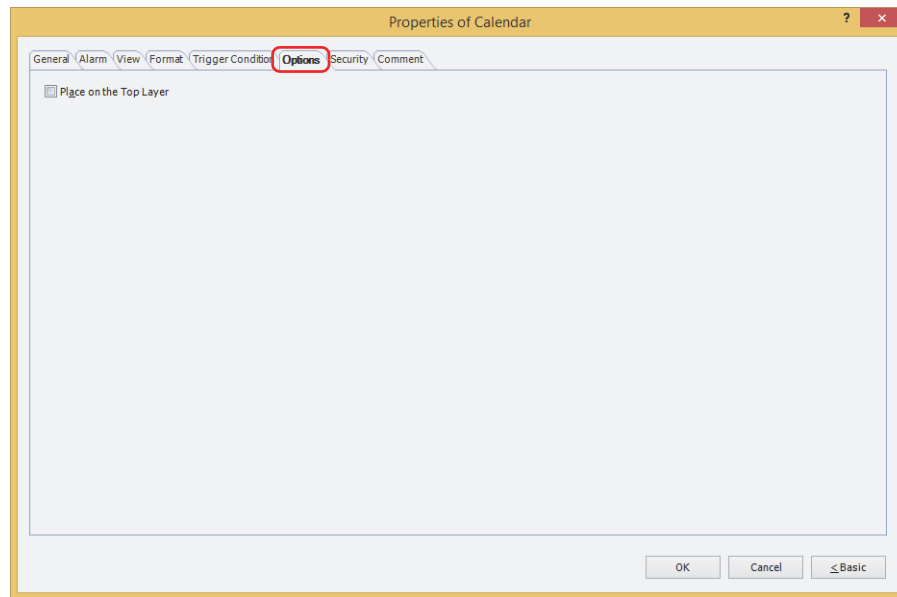 Properties of Calendar
? ×
General Alarm View Format Trigger Condition Options Security Comment
Place on the Top Layer
OK Cancel < Basic